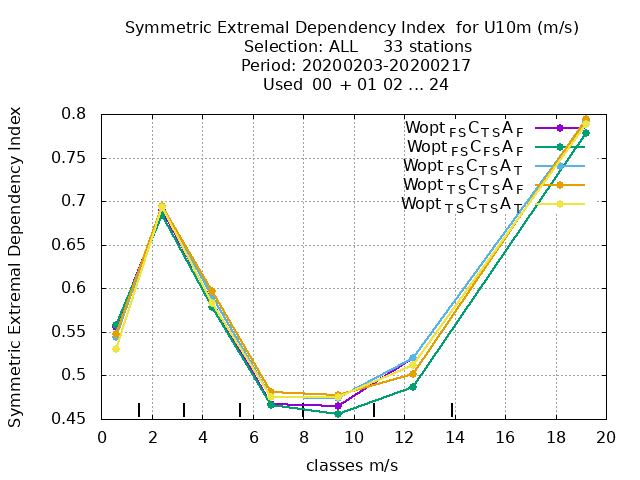 Symmetric Extremal Dependency Index  for U10m (m/s)
Selection: ALL     33 stations
Period: 20200203-20200217
Used  00 + 01 02 ... 24
Symmetric Extremal Dependency Index
0.8
0.75
0.7
0.65
0.6
0.55
0.5
0.45
Wopt FS C TS A F
Wopt FS C FS A F
Wopt FS C TS A T
Wopt TS C TS A F
Wopt TS C TS A T
0 2 4 6 8 10 12 14 16 18 20
classes m/s